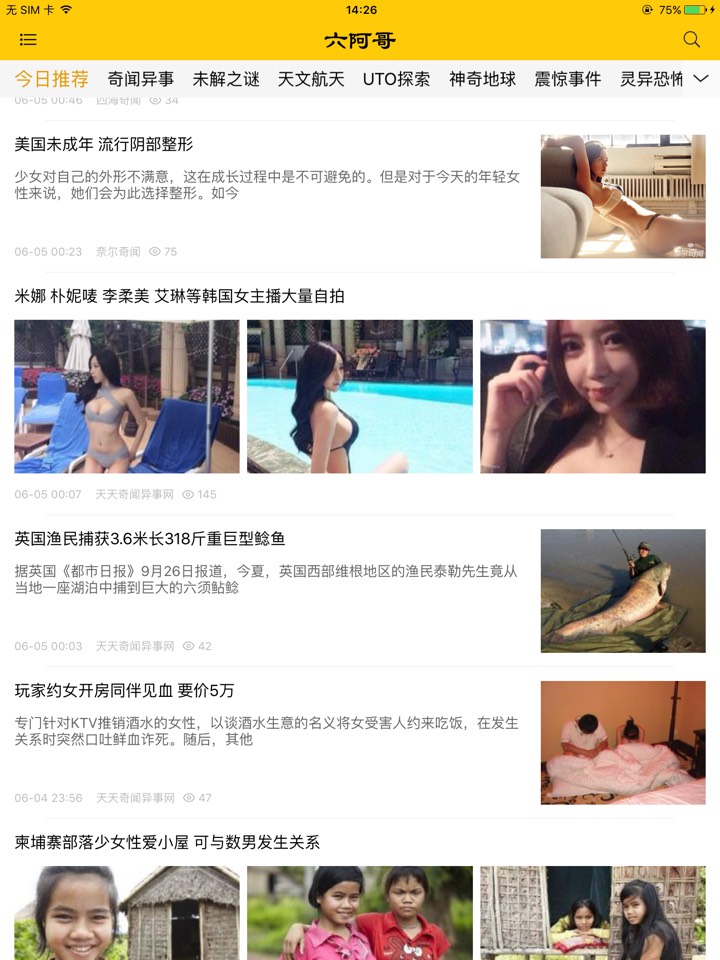 无 SIM 卡
14:26
75%
六阿哥
今日推荐 奇闻异事 未解之谜 天文航天 UTO探索 神奇地球 震惊事件 灵异恐怖
06-05 00:46 四海奇闻 34
美国未成年 流行阴部整形
少女对自己的外形不满意，这在成长过程中是不可避免的。但是对于今天的年轻女
性来说，她们会为此选择整形。如今
06-05 00:23 奈尔奇闻 75
米娜 朴妮唛 李柔美 艾琳等韩国女主播大量自拍
06-05 00:07 天天奇闻异事网 145
英国渔民捕获3.6米长318斤重巨型鲶鱼
据英国《都市日报》9月26日报道，今夏，英国西部维根地区的渔民泰勒先生竟从
当地一座湖泊中捕到巨大的六须鲇鲶
06-05 00:03 天天奇闻异事网 42
玩家约女开房同伴见血 要价5万
专门针对KTV推销酒水的女性，以谈酒水生意的名义将女受害人约来吃饭，在发生
关系时突然口吐鲜血诈死。随后，其他
06-04 23:56 天天奇闻异事网 47
柬埔寨部落少女性爱小屋 可与数男发生关系